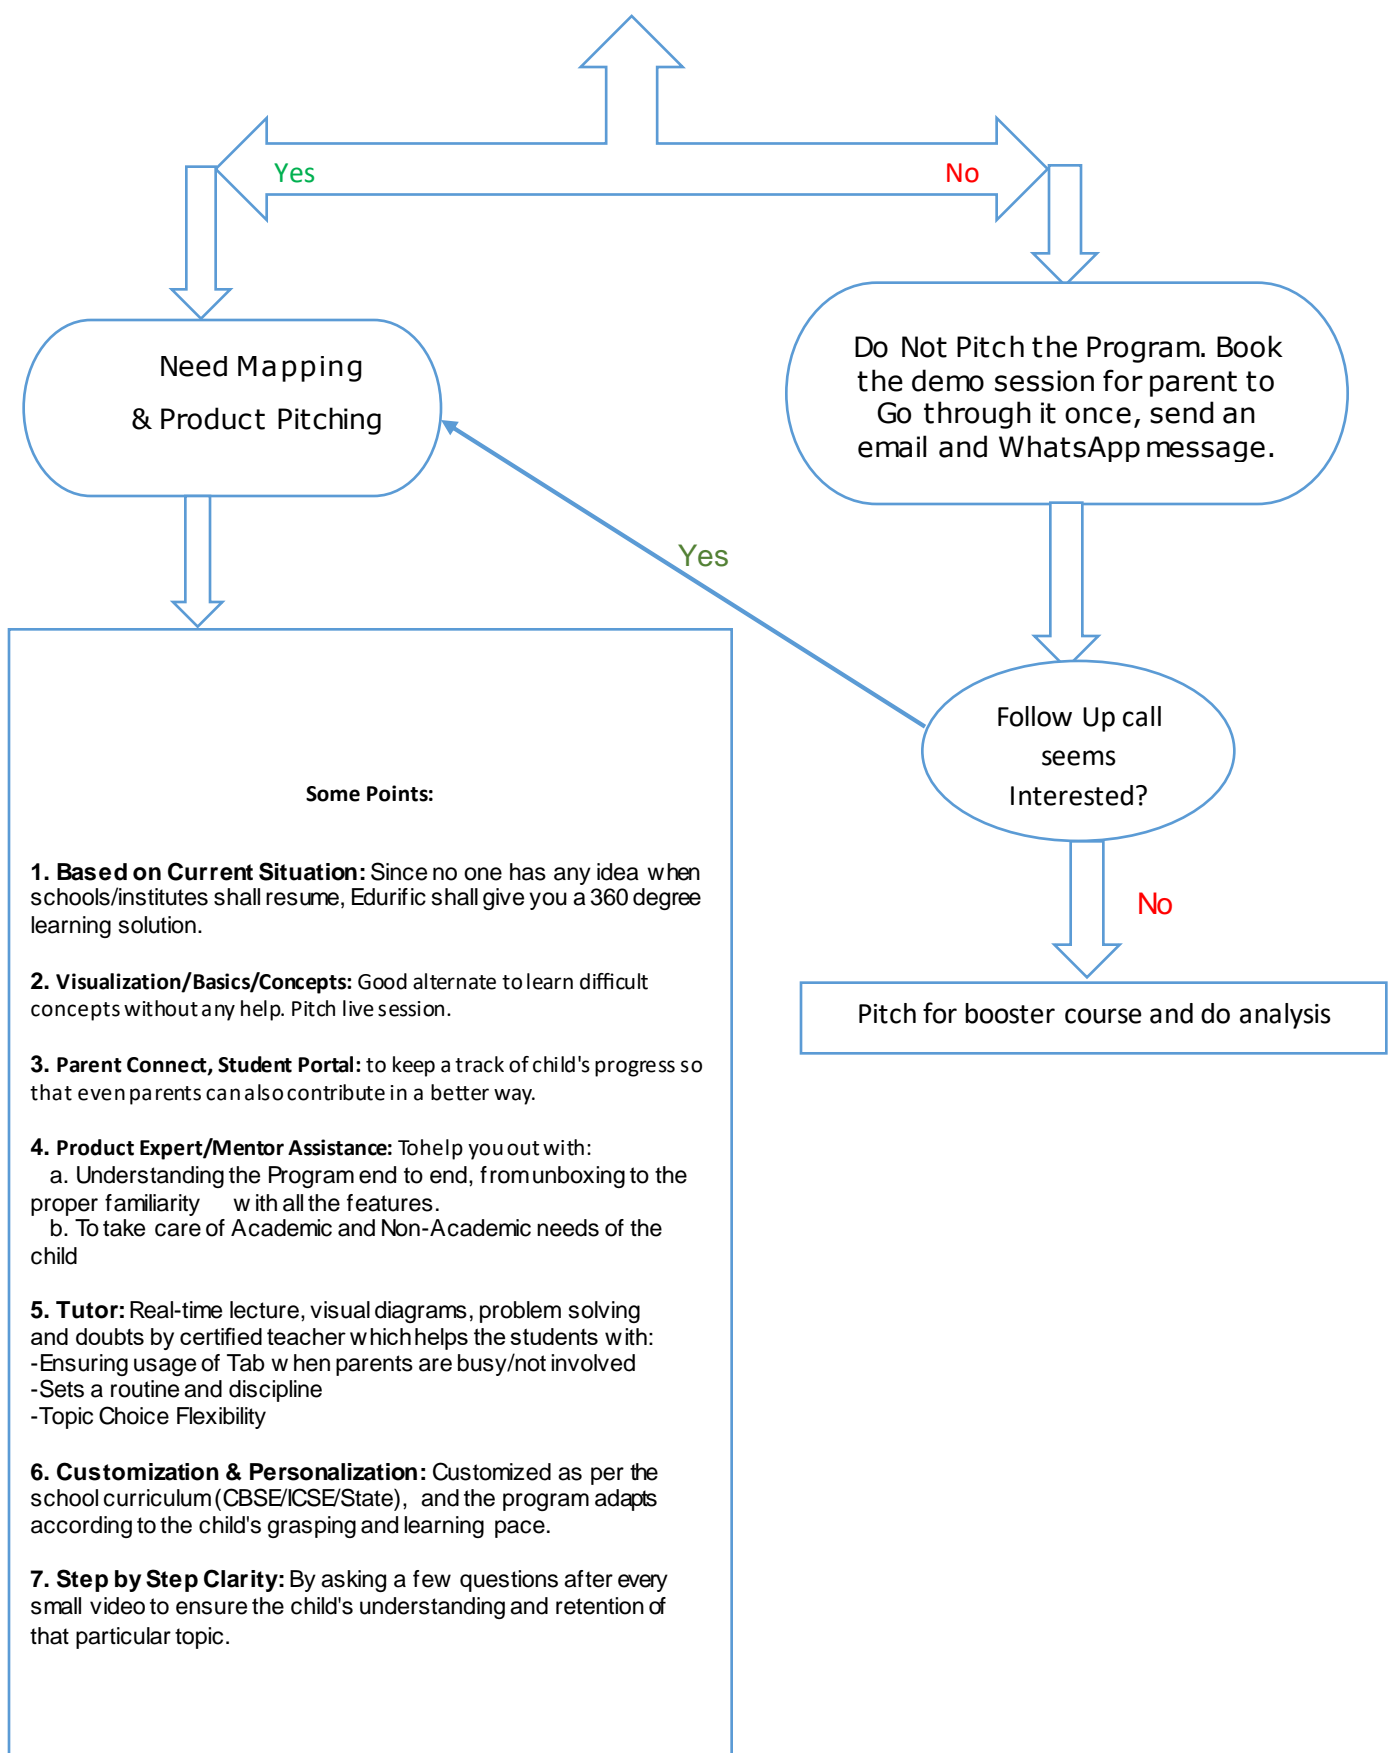 Yes
No
Need Mapping
& Product Pitching
Do Not Pitch the Program. Book
the demo session for parent to
Go through it once, send an
email and WhatsApp message.
Yes
Follow Up call
seems
Interested?
No
Pitch for booster course and do analysis
Some Points:
1. Based on Current Situation: Since no one has any idea when
schools/institutes shall resume, Edurific shall give you a 360 degree
learning solution.
2. Visualization/Basics/Concepts: Good alternate to learn difficult
concepts without any help. Pitch live session.
3. Parent Connect, Student Portal: to keep a track of child's progress so
that even parents can also contribute in a better way.
4. Product Expert/Mentor Assistance: Tohelp you out with:
a. Understanding the Program end to end, from unboxing to the
proper familiarity with all the features.
b. To take care of Academic and Non-Academic needs of the
child
5. Tutor: Real-time lecture, visual diagrams, problem solving
and doubts by certified teacher which helps the students with:
-Ensuring usage of Tab when parents are busy/not involved
-Sets a routine and discipline
-Topic Choice Flexibility
6. Customization & Personalization: Customized as per the
school curriculum (CBSE/ICSE/State), and the program adapts
according to the child's grasping and learning pace.
7. Step by Step Clarity: By asking a few questions after every
small video to ensure the child's understanding and retention of
that particular topic.